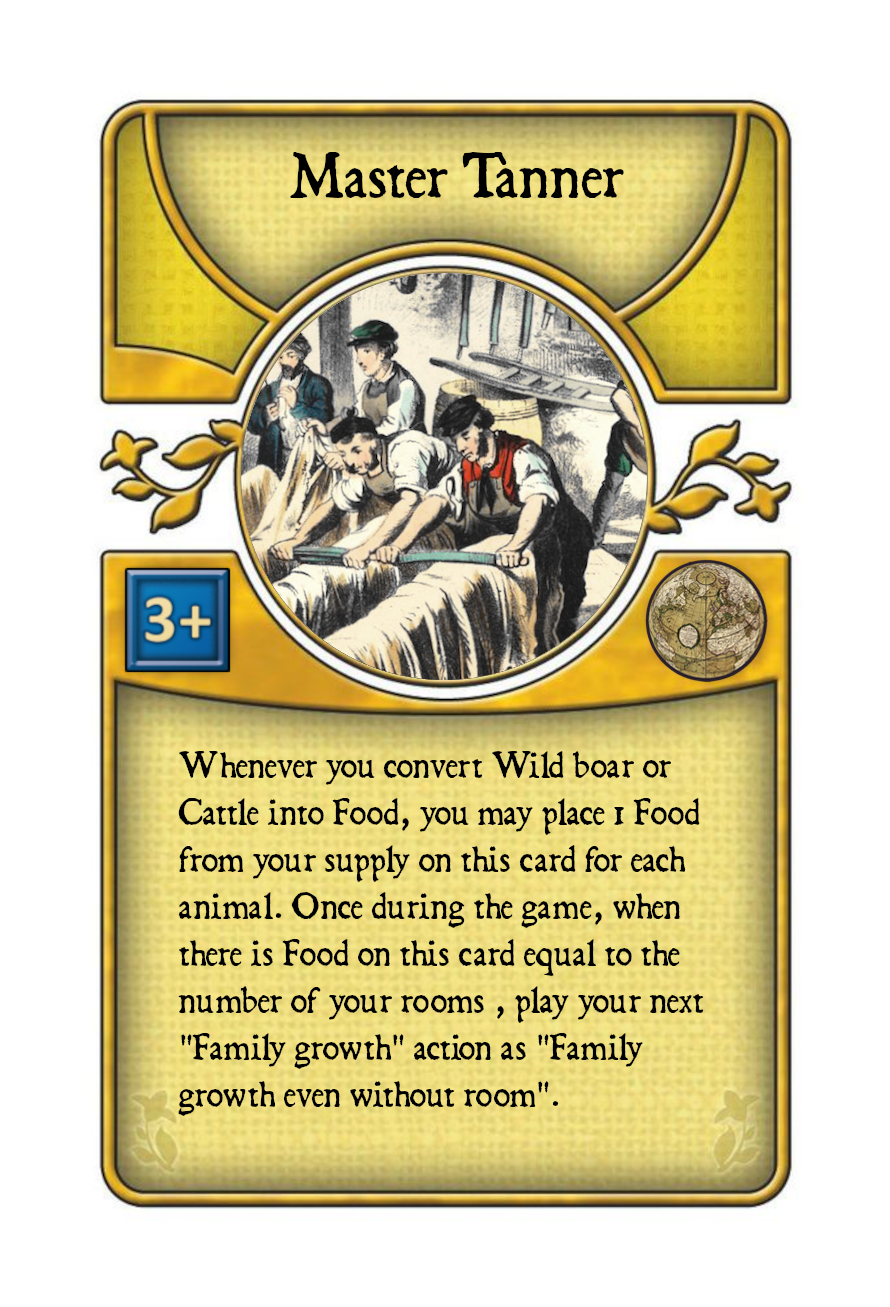 Master Tanner
3+
Whenever you convert Wild boar or
Cattle into Food, you may place 1 Food
from your supply on this card for each
animal. Once during the game, when
there is Food on this card equal to the
number of your rooms , play your next
"Family growth" action as "Family
growth even without room".